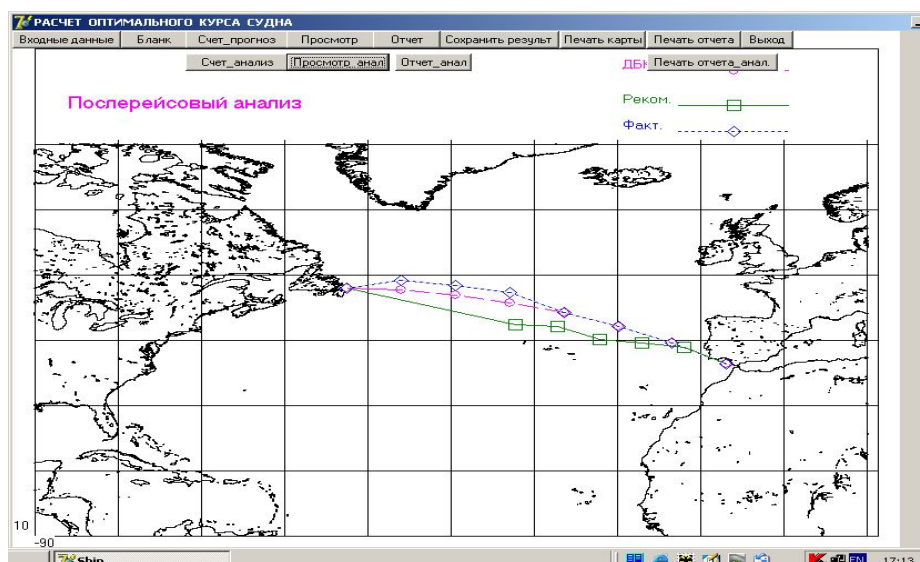 РАСЧЕТ ОПТИМАЛЬНОГО КУРСА СУДНА
Входные данные Бланк Счет_прогноз Просмотр Отчет Сохранить результ Печать карты Печать отчета Выход
Счет_анализ Просмотр_анал Отчет_анал Печать отчета_анал.
Послерейсовый анализ
Реком.
Факт.
10
-90
Ship
EN 17:13